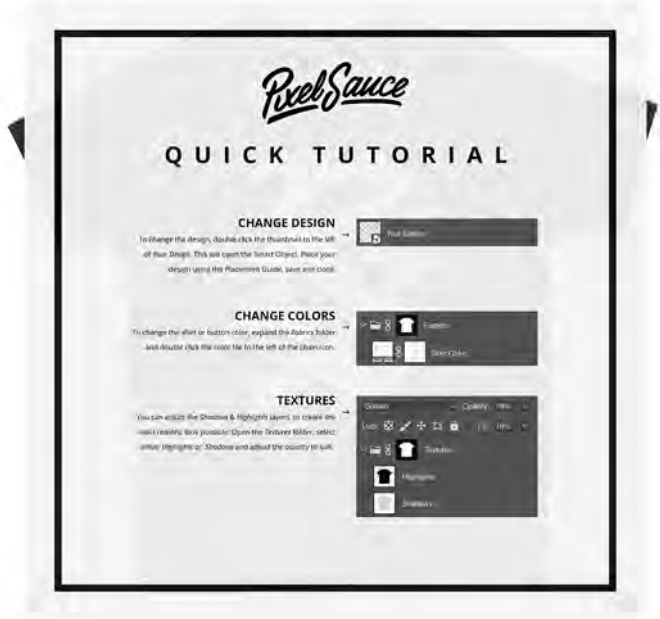 PixelSauce
QUICK TUTORIAL
CHANGE DESIGN
To change the design, double click the thumbnail to the left
of Your Design. This will open the Smart Object. Place your
design using the Placement Guide, save and close.
Your Design
CHANGE COLORS
To change the shirt or button color, expand the Fabrics folder
and double click the color tile to the left of the chain icon.
Fabrics
Shirt Color
TEXTURES
You can adjust the Shadow & Highlights layers, to create the
most realistic look possible. Open the Textures folder, select
either Highlights or Shadow and adjust the opacity to suit.
Screen Opacity:
Lock:
Textures
Highlights